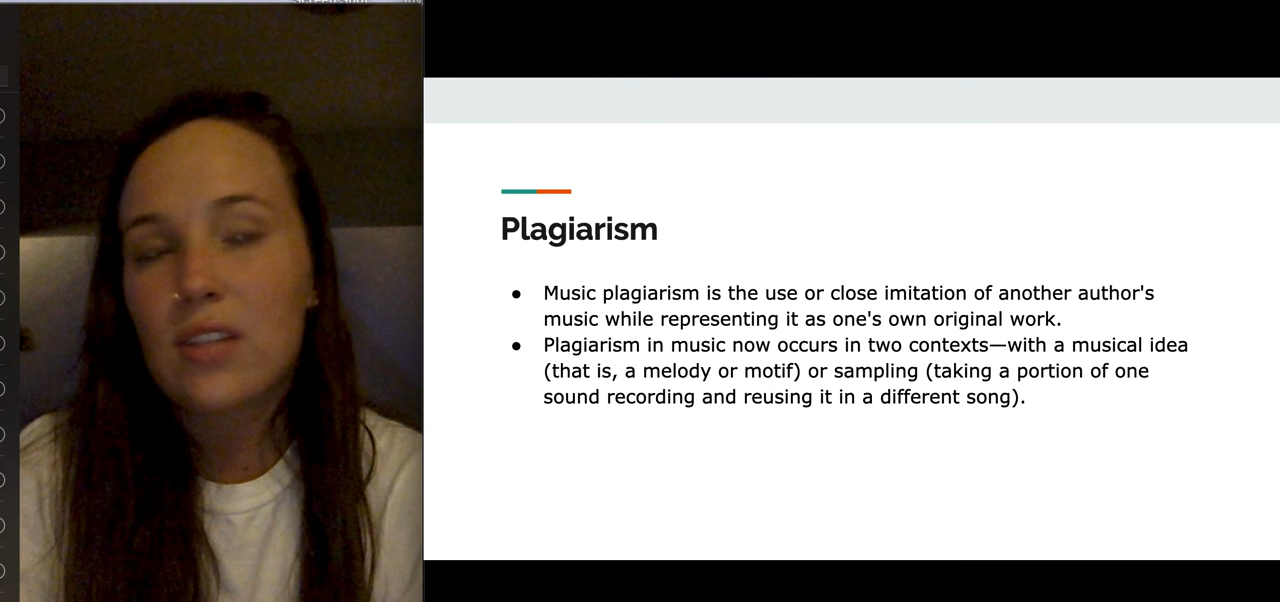 Plagiarism
● Music plagiarism is the use or close imitation of another author's
music while representing it as one's own original work.
● Plagiarism in music now occurs in two contexts—with a musical idea
(that is, a melody or motif) or sampling (taking a portion of one
sound recording and reusing it in a different song).